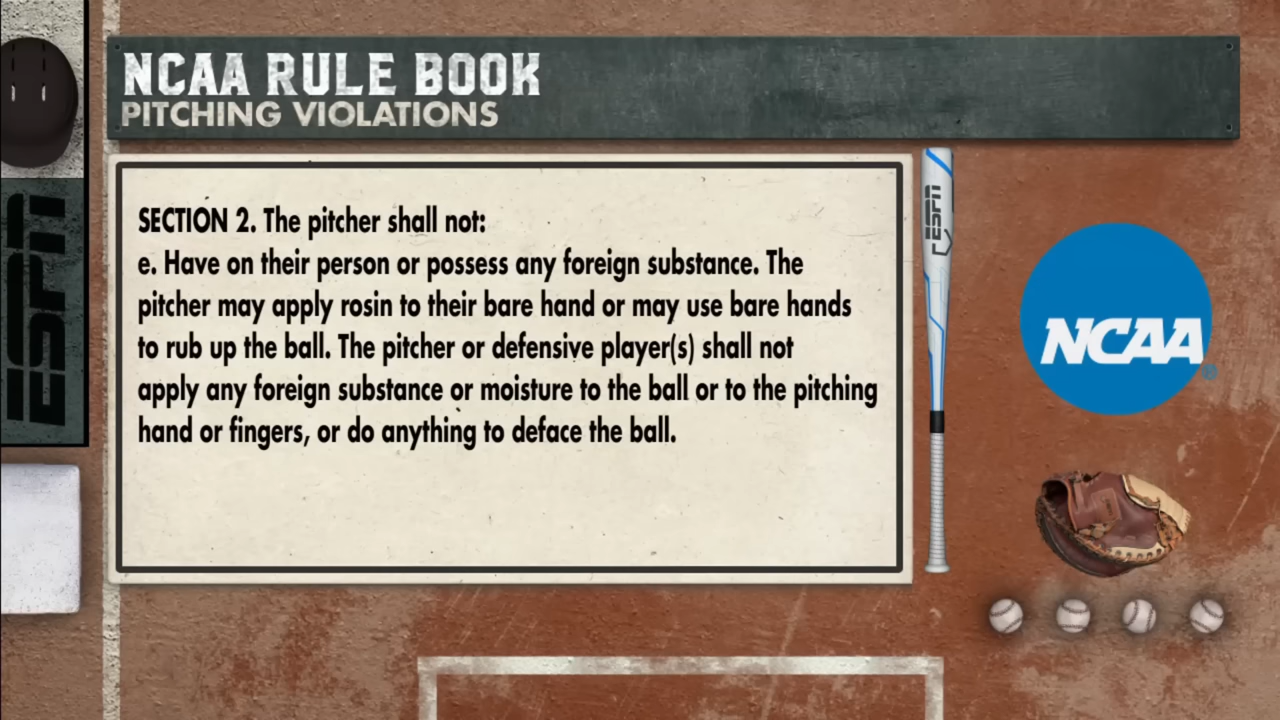 NCAA RULE BOOK
PITCHING VIOLATIONS
SECTION 2. The pitcher shall not:
e. Have on their person or possess any foreign substance. The
pitcher may apply rosin to their bare hand or may use bare hands
to rub up the ball. The pitcher or defensive player(s) shall not
apply any foreign substance or moisture to the ball or to the pitching
hand or fingers, or do anything to deface the ball.
ESPN
ESPN
NCAA
®